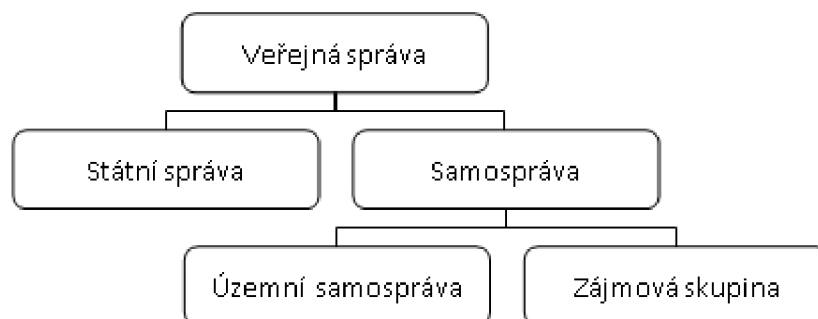 Veřejná správa
Státní správa
Samospráva
Územní samospráva
Zájmová skupina